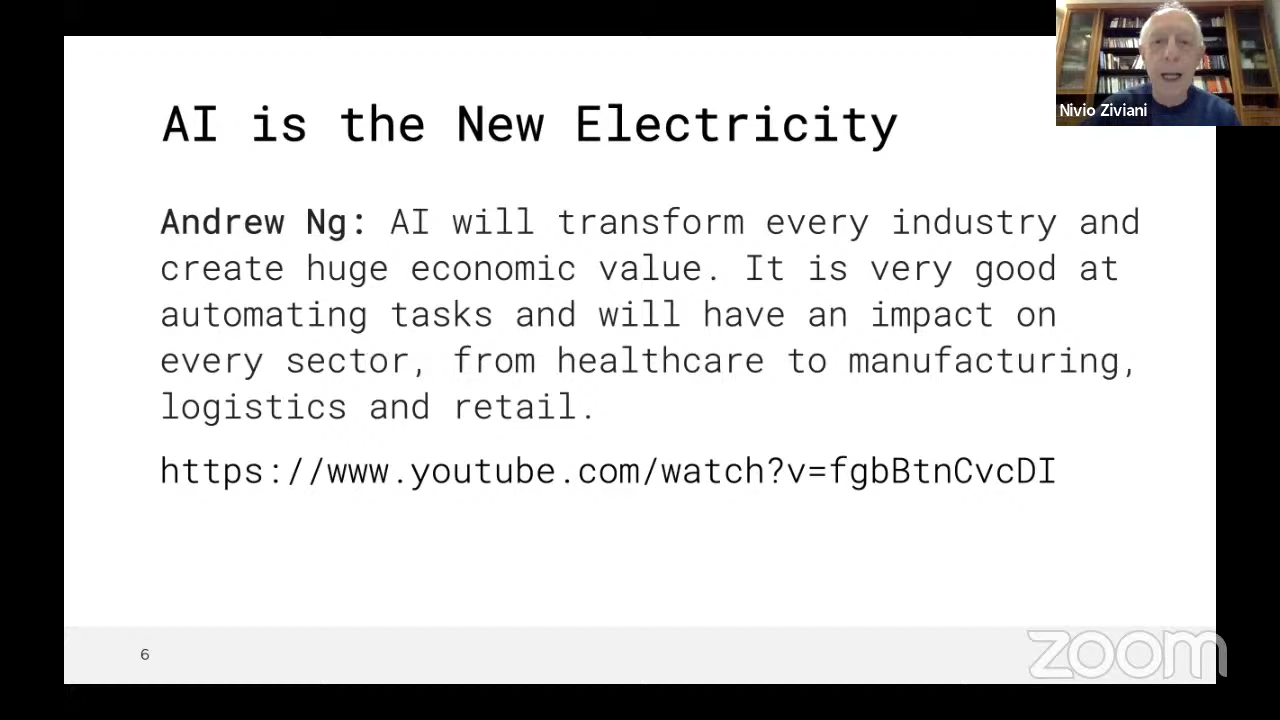 AI is the New Electricity
Nivio Ziviani
Andrew Ng: AI will transform every industry and
create huge economic value. It is very good at
automating tasks and will have an impact on
every sector, from healthcare to manufacturing,
logistics and retail.
https://www.youtube.com/watch?v=fgbBtnCvcDI
6
zoom